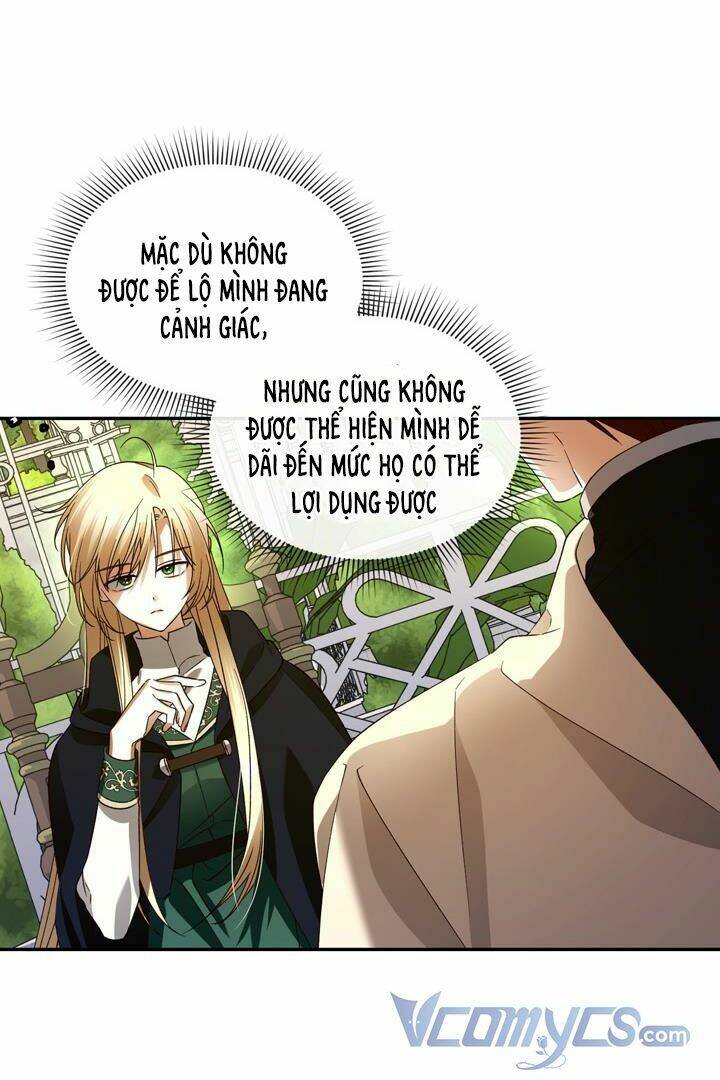 MẶC DÙ KHÔNG
ĐƯỢC ĐỂ LỘ MÌNH ĐANG
CẢNH GIÁC,
NHƯNG CŨNG KHÔNG
ĐƯỢC THỂ HIỆN MÌNH DỄ
DÃI ĐẾN MỨC HỌ CÓ THỂ
LỢI DỤNG ĐƯỢC
VCOMYCS.com